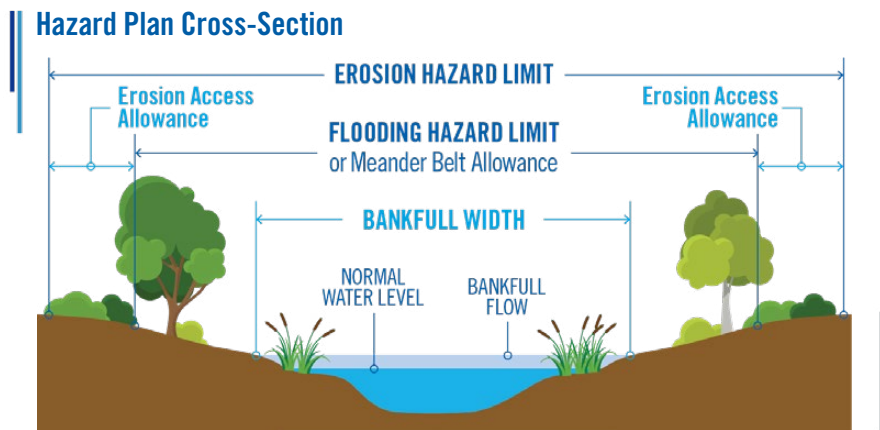 Hazard Plan Cross-Section
EROSION HAZARD LIMIT
Erosion Access
Allowance
Erosion Access
Allowance
FLOODING HAZARD LIMIT
or Meander Belt Allowance
BANKFULL WIDTH
NORMAL
WATER LEVEL
BANKFULL
FLOW